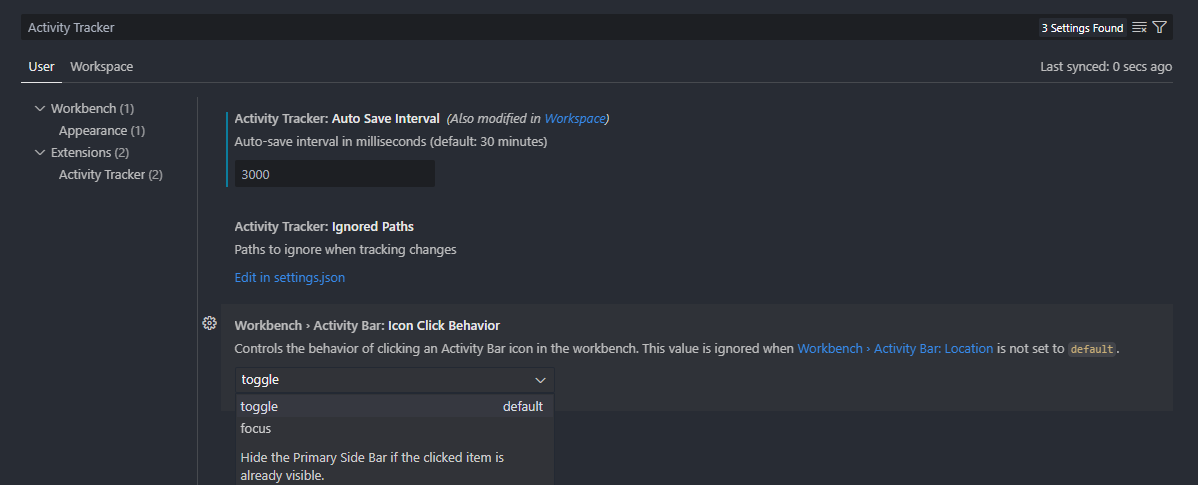 Activity Tracker
3 Settings Found
User Workspace
Last synced: 0 secs ago
Workbench (1)
Appearance (1)
Extensions (2)
Activity Tracker (2)
Activity Tracker: Auto Save Interval (Also modified in Workspace)
Auto-save interval in milliseconds (default: 30 minutes)
3000
Activity Tracker: Ignored Paths
Paths to ignore when tracking changes
Edit in settings.json
Workbench › Activity Bar: Icon Click Behavior
Controls the behavior of clicking an Activity Bar icon in the workbench. This value is ignored when Workbench › Activity Bar: Location is not set to default.
toggle
toggle default
focus
Hide the Primary Side Bar if the clicked item is
already visible.